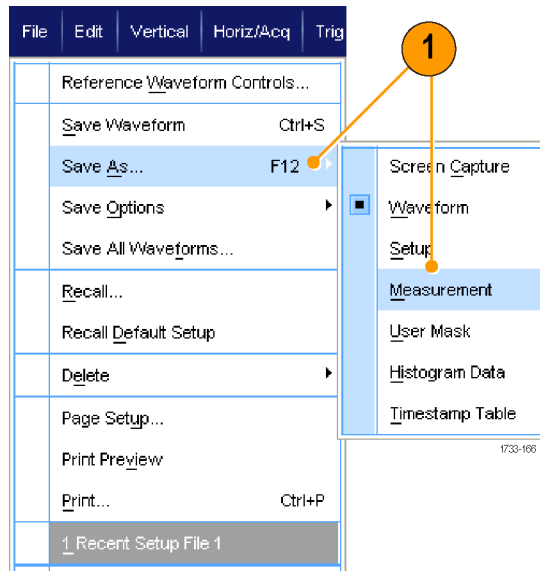 File Edit Vertical Horiz/Acq Trig
1
Reference Waveform Controls...
Save Waveform Ctrl+S
Save As... F12
Save Options
Save All Waveforms...
Recall...
Recall Default Setup
Delete
Page Setup...
Print Preview
Print... Ctrl+P
1 Recent Setup File 1
Screen Capture
Waveform
Setup
Measurement
User Mask
Histogram Data
Timestamp Table
1733-166